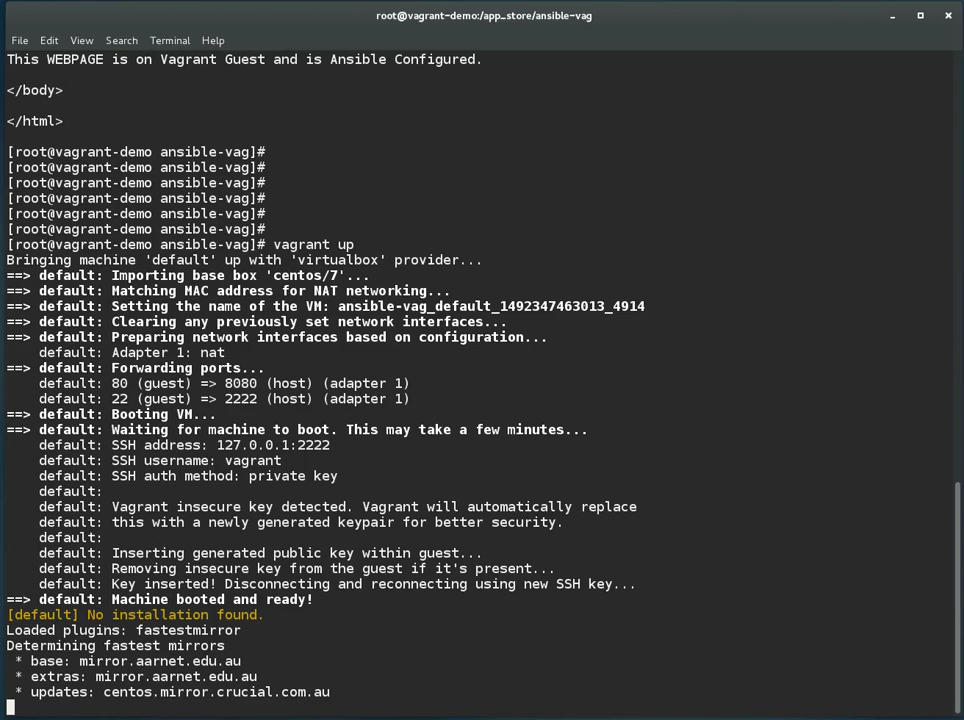 root@vagrant-demo:/app_store/ansible-vag
File Edit View Search Terminal Help
This WEBPAGE is on Vagrant Guest and is Ansible Configured.
</body>
</html>
[root@vagrant-demo ansible-vag]#
[root@vagrant-demo ansible-vag]#
[root@vagrant-demo ansible-vag]#
[root@vagrant-demo ansible-vag]#
[root@vagrant-demo ansible-vag]#
[root@vagrant-demo ansible-vag]#
[root@vagrant-demo ansible-vag]# vagrant up
Bringing machine 'default' up with 'virtualbox' provider...
==> default: Importing base box 'centos/7'...
==> default: Matching MAC address for NAT networking...
==> default: Setting the name of the VM: ansible-vag_default_1492347463013_4914
==> default: Clearing any previously set network interfaces...
==> default: Preparing network interfaces based on configuration...
    default: Adapter 1: nat
==> default: Forwarding ports...
    default: 80 (guest) => 8080 (host) (adapter 1)
    default: 22 (guest) => 2222 (host) (adapter 1)
==> default: Booting VM...
==> default: Waiting for machine to boot. This may take a few minutes...
    default: SSH address: 127.0.0.1:2222
    default: SSH username: vagrant
    default: SSH auth method: private key
    default:
    default: Vagrant insecure key detected. Vagrant will automatically replace
    default: this with a newly generated keypair for better security.
    default:
    default: Inserting generated public key within guest...
    default: Removing insecure key from the guest if it's present...
    default: Key inserted! Disconnecting and reconnecting using new SSH key...
==> default: Machine booted and ready!
[default] No installation found.
Loaded plugins: fastestmirror
Determining fastest mirrors
 * base: mirror.aarnet.edu.au
 * extras: mirror.aarnet.edu.au
 * updates: centos.mirror.crucial.com.au